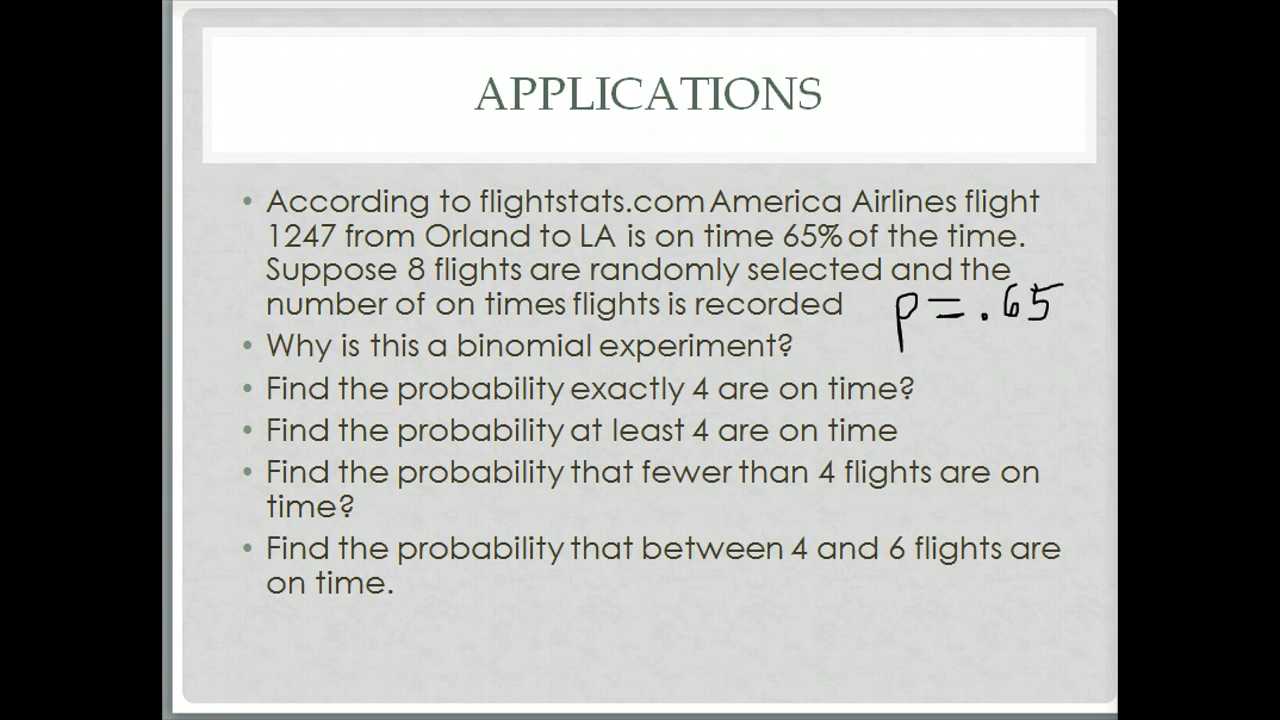 APPLICATIONS
• According to flightstats.com America Airlines flight
1247 from Orland to LA is on time 65% of the time.
Suppose 8 flights are randomly selected and the
number of on times flights is recorded
p = .65
• Why is this a binomial experiment?
• Find the probability exactly 4 are on time?
• Find the probability at least 4 are on time
• Find the probability that fewer than 4 flights are on
time?
• Find the probability that between 4 and 6 flights are
on time.